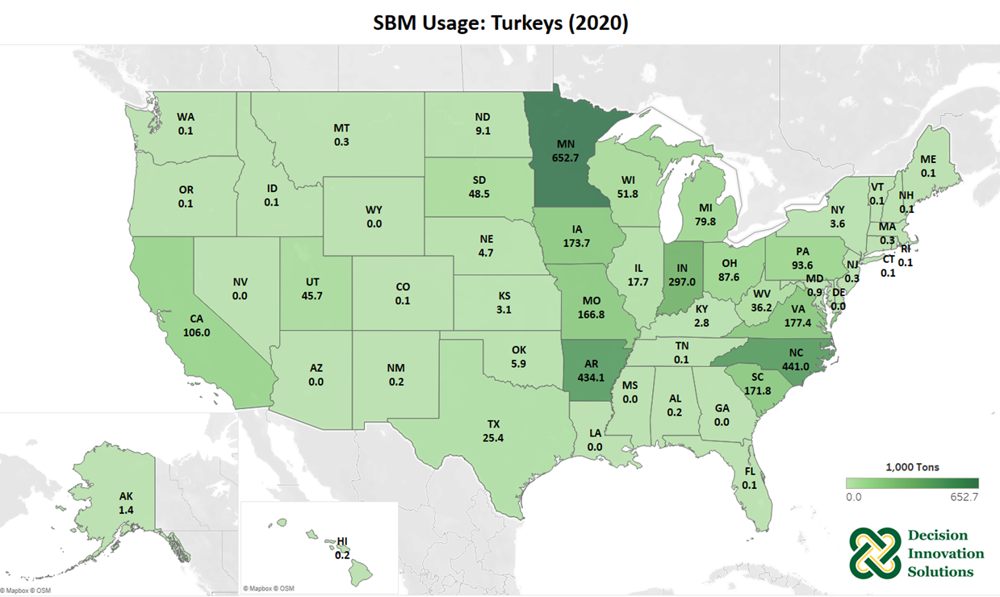 SBM Usage: Turkeys (2020)
WA
0.1
MT
0.3
ND
9.1
MN
652.7
OR
0.1
ID
0.1
WY
0.0
SD
48.5
WI
51.8
MI
79.8
NY
3.6
VT
0.1
NH
0.1
ME
0.1
MA
0.3
RI
0.1
CT
0.1
NE
4.7
IA
173.7
IL
17.7
IN
297.0
OH
87.6
PA
93.6
NJ
0.3
MD
0.9
DE
0.0
NV
0.0
UT
45.7
CO
0.1
KS
3.1
MO
166.8
KY
2.8
WV
36.2
VA
177.4
CA
106.0
AZ
0.0
NM
0.2
OK
5.9
AR
434.1
TN
0.1
NC
441.0
SC
171.8
MS
0.0
AL
0.2
GA
0.0
TX
25.4
LA
0.0
FL
0.1
AK
1.4
HI
0.2
1,000 Tons
0.0 652.7
Decision
Innovation
Solutions
© Mapbox © OSM
© Mapbox © OSM